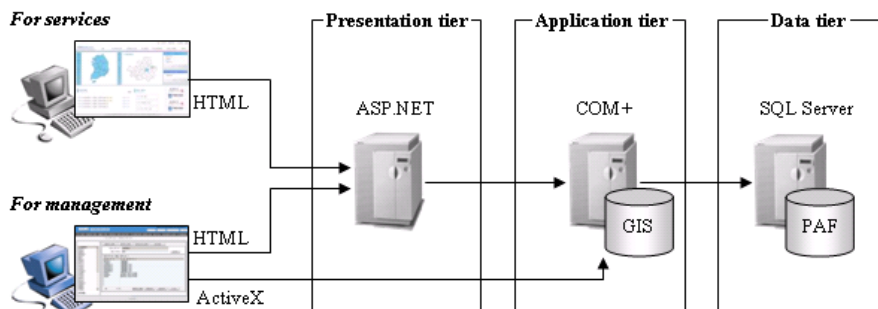 For services
Presentation tier
Application tier
Data tier
HTML
ASP.NET
COM+
SQL Server
For management
HTML
GIS
PAF
ActiveX